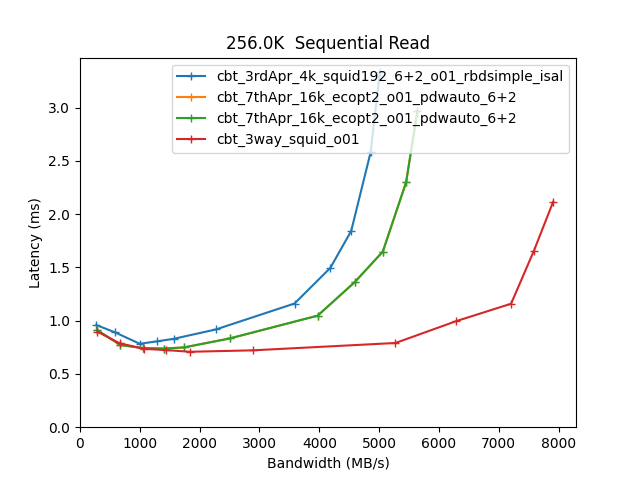 256.0K  Sequential Read
cbt_3rdApr_4k_squid192_6+2_o01_rbdsimple_isal
cbt_7thApr_16k_ecopt2_o01_pdwauto_6+2
cbt_7thApr_16k_ecopt2_o01_pdwauto_6+2
cbt_3way_squid_o01
Latency (ms)
3.0
2.5
2.0
1.5
1.0
0.5
0.0
0 1000 2000 3000 4000 5000 6000 7000 8000
Bandwidth (MB/s)